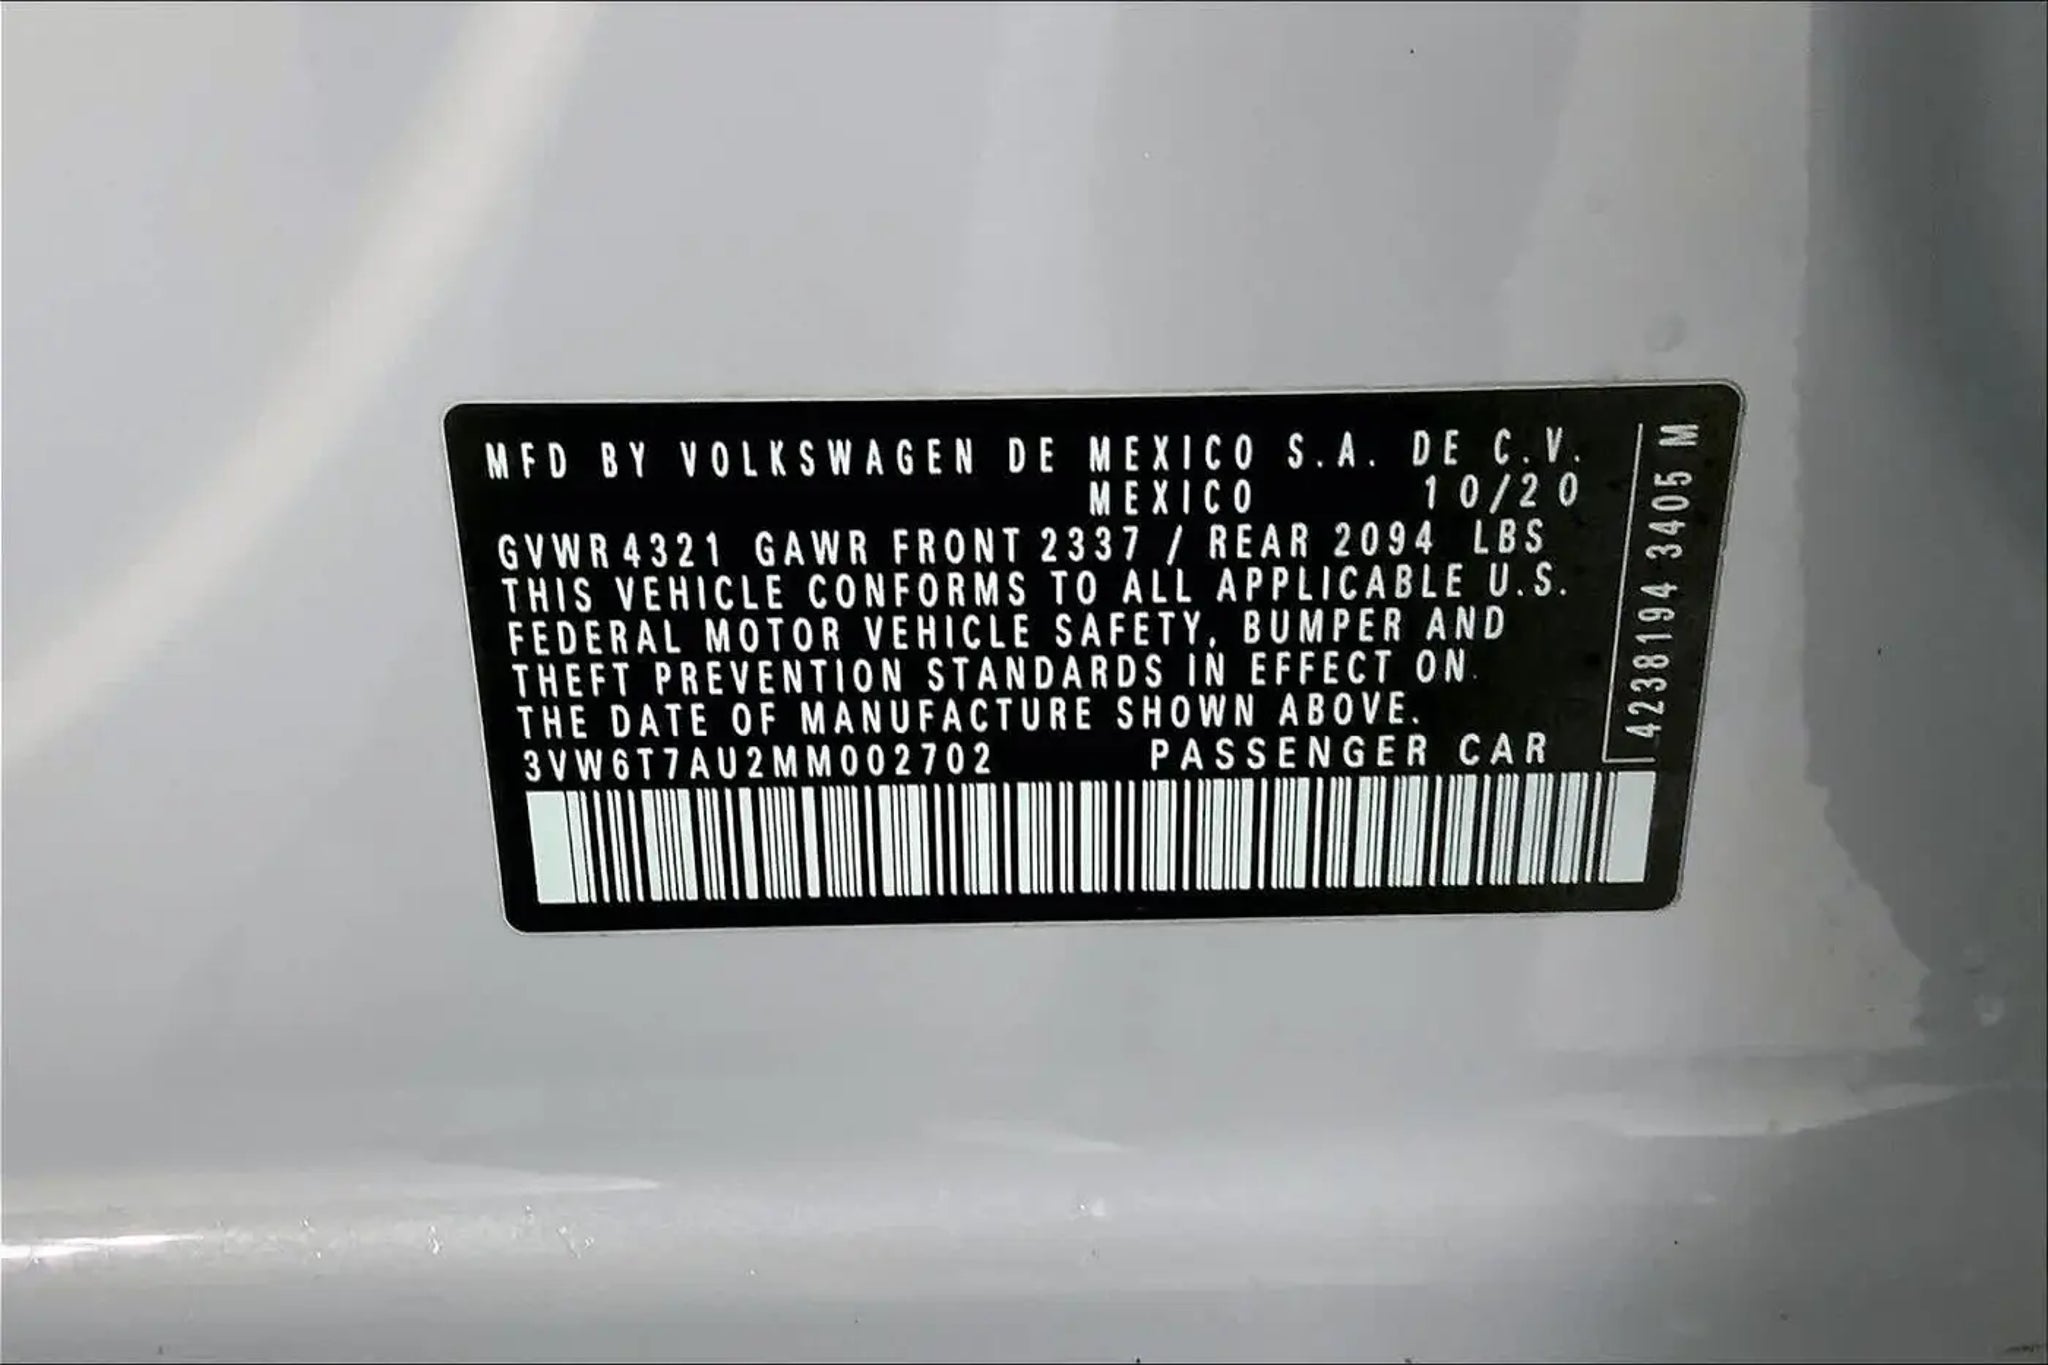 MFD BY VOLKSWAGEN DE MEXICO S.A. DE C.V.
MEXICO 10/20
GVWR 4321 GAWR FRONT 2337 / REAR 2094 LBS
THIS VEHICLE CONFORMS TO ALL APPLICABLE U.S.
FEDERAL MOTOR VEHICLE SAFETY, BUMPER AND
THEFT PREVENTION STANDARDS IN EFFECT ON
THE DATE OF MANUFACTURE SHOWN ABOVE.
3VW6T7AU2MM002702 PASSENGER CAR
4238194 3405 M